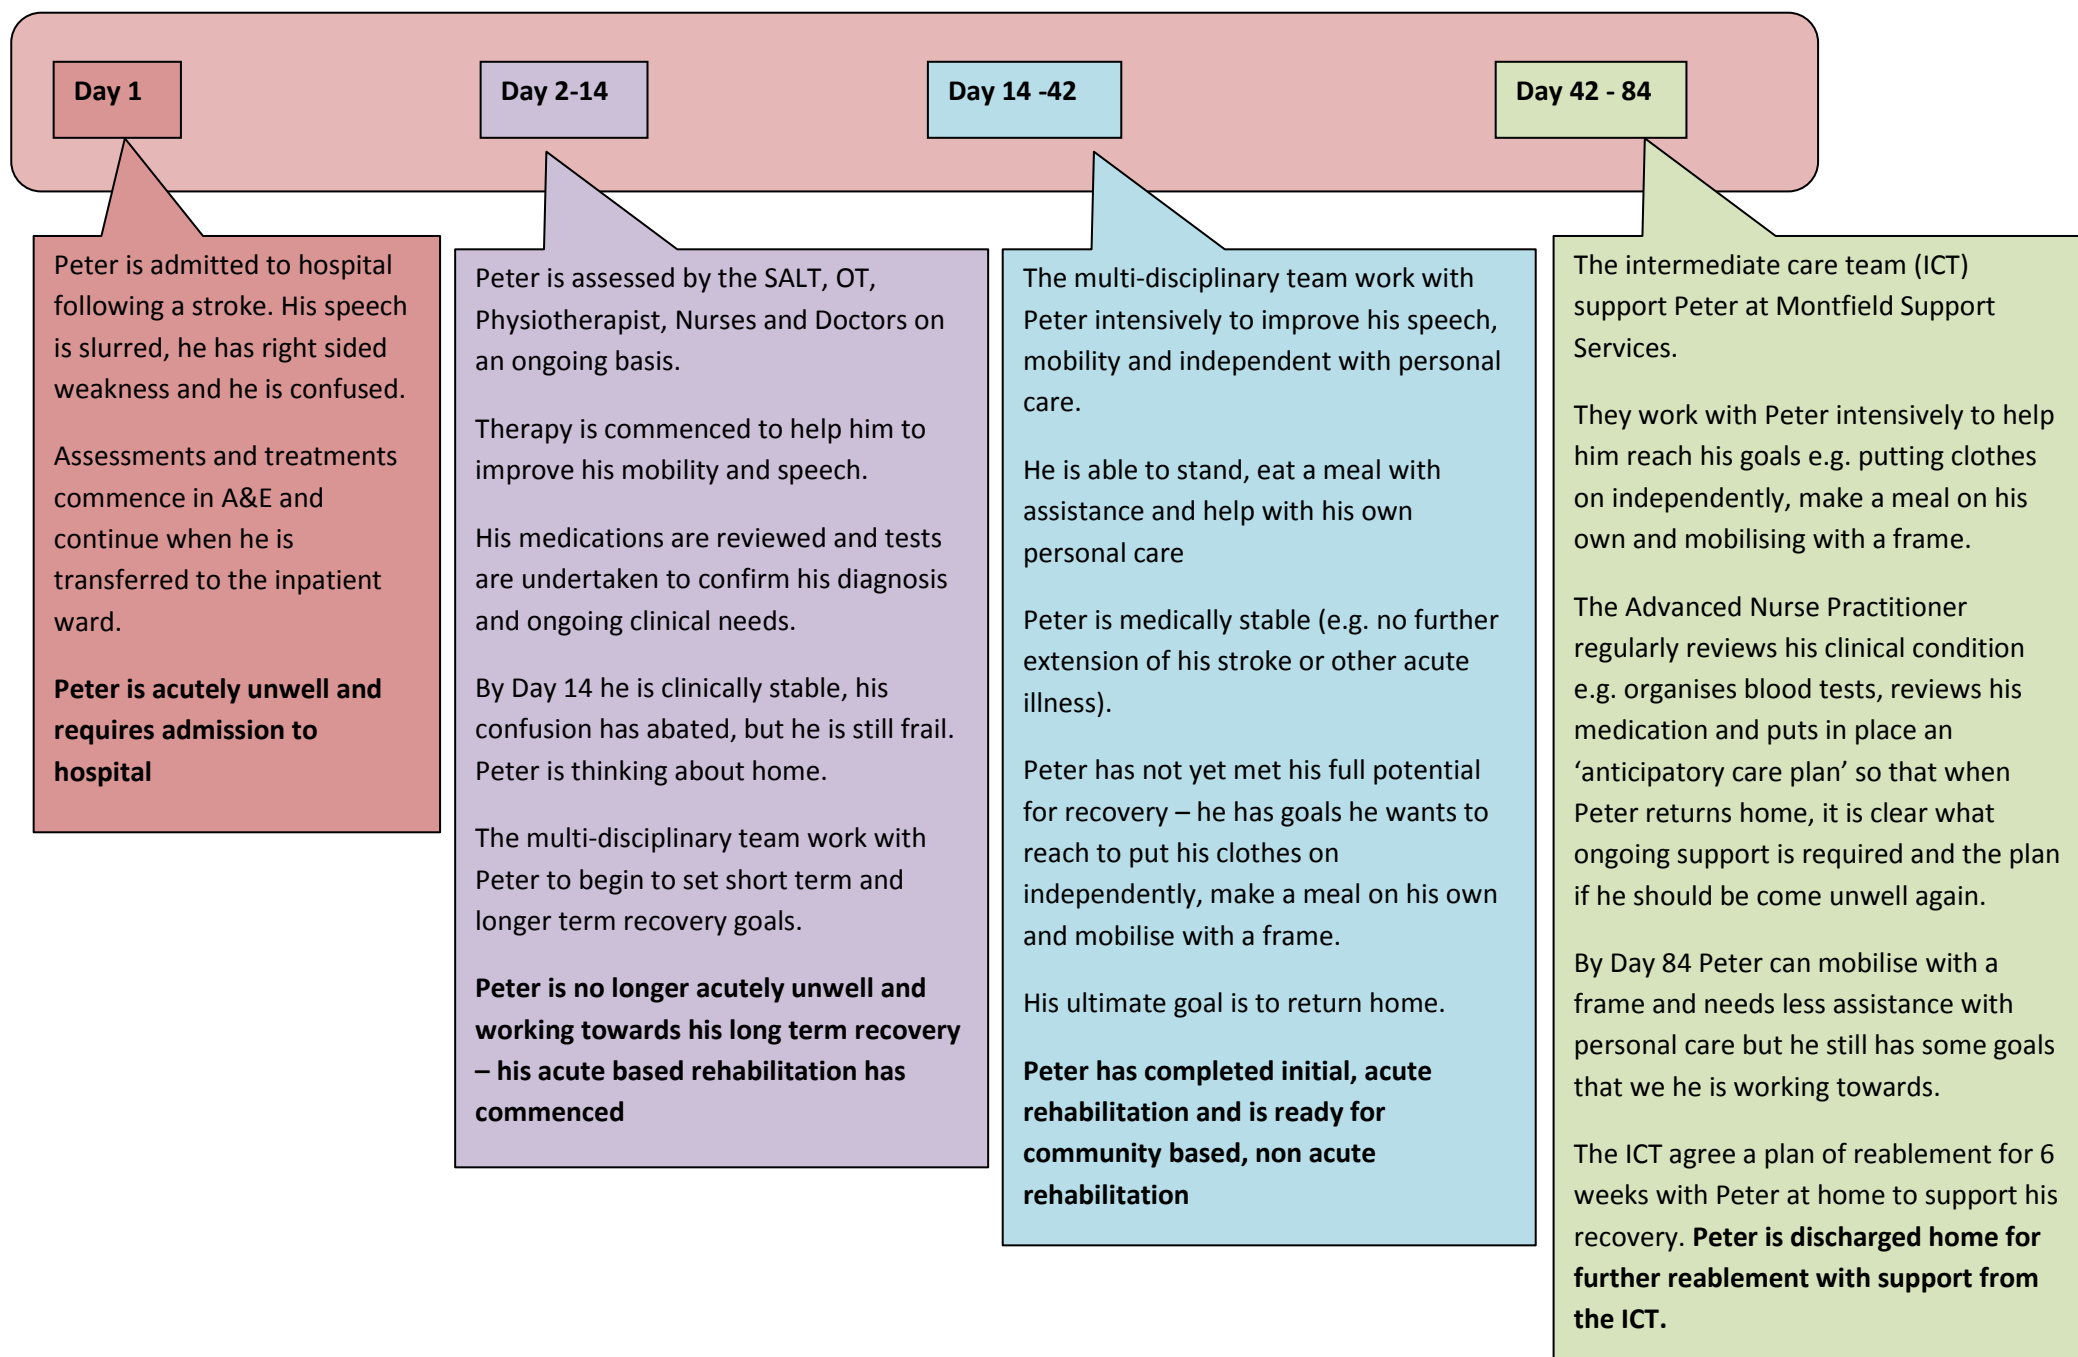 Day 1
Day 2-14
Day 14 -42
Day 42 - 84
Peter is admitted to hospital
following a stroke. His speech
is slurred, he has right sided
weakness and he is confused.
Assessments and treatments
commence in A&E and
continue when he is
transferred to the inpatient
ward.
Peter is acutely unwell and
requires admission to
hospital
Peter is assessed by the SALT, OT,
Physiotherapist, Nurses and Doctors on
an ongoing basis.
Therapy is commenced to help him to
improve his mobility and speech.
His medications are reviewed and tests
are undertaken to confirm his diagnosis
and ongoing clinical needs.
By Day 14 he is clinically stable, his
confusion has abated, but he is still frail.
Peter is thinking about home.
The multi-disciplinary team work with
Peter to begin to set short term and
longer term recovery goals.
Peter is no longer acutely unwell and
working towards his long term recovery
– his acute based rehabilitation has
commenced
The multi-disciplinary team work with
Peter intensively to improve his speech,
mobility and independent with personal
care.
He is able to stand, eat a meal with
assistance and help with his own
personal care
Peter is medically stable (e.g. no further
extension of his stroke or other acute
illness).
Peter has not yet met his full potential
for recovery – he has goals he wants to
reach to put his clothes on
independently, make a meal on his own
and mobilise with a frame.
His ultimate goal is to return home.
Peter has completed initial, acute
rehabilitation and is ready for
community based, non acute
rehabilitation
The intermediate care team (ICT)
support Peter at Montfield Support
Services.
They work with Peter intensively to help
him reach his goals e.g. putting clothes
on independently, make a meal on his
own and mobilising with a frame.
The Advanced Nurse Practitioner
regularly reviews his clinical condition
e.g. organises blood tests, reviews his
medication and puts in place an
‘anticipatory care plan’ so that when
Peter returns home, it is clear what
ongoing support is required and the plan
if he should be come unwell again.
By Day 84 Peter can mobilise with a
frame and needs less assistance with
personal care but he still has some goals
that we he is working towards.
The ICT agree a plan of reablement for 6
weeks with Peter at home to support his
recovery. Peter is discharged home for
further reablement with support from
the ICT.